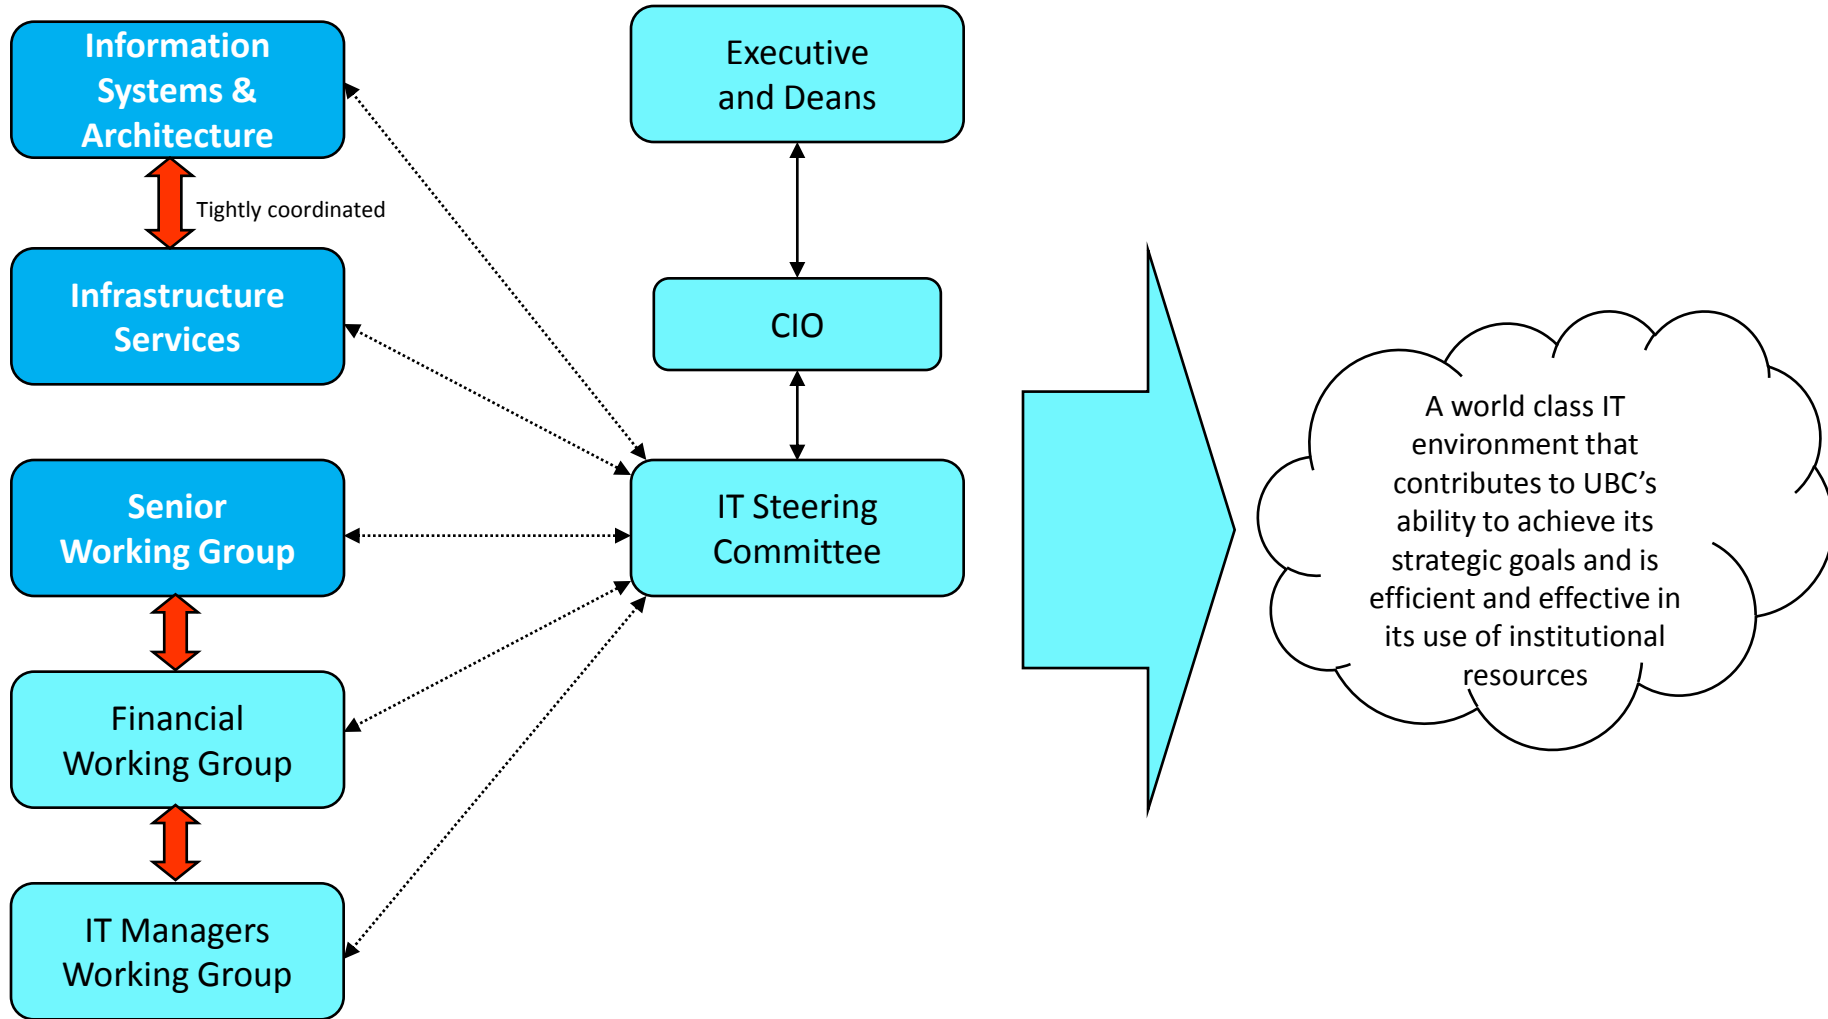 Information
Systems &
Architecture
Tightly coordinated
Infrastructure
Services
Senior
Working Group
Financial
Working Group
IT Managers
Working Group
Executive
and Deans
CIO
IT Steering
Committee
A world class IT
environment that
contributes to UBC’s
ability to achieve its
strategic goals and is
efficient and effective in
its use of institutional
resources